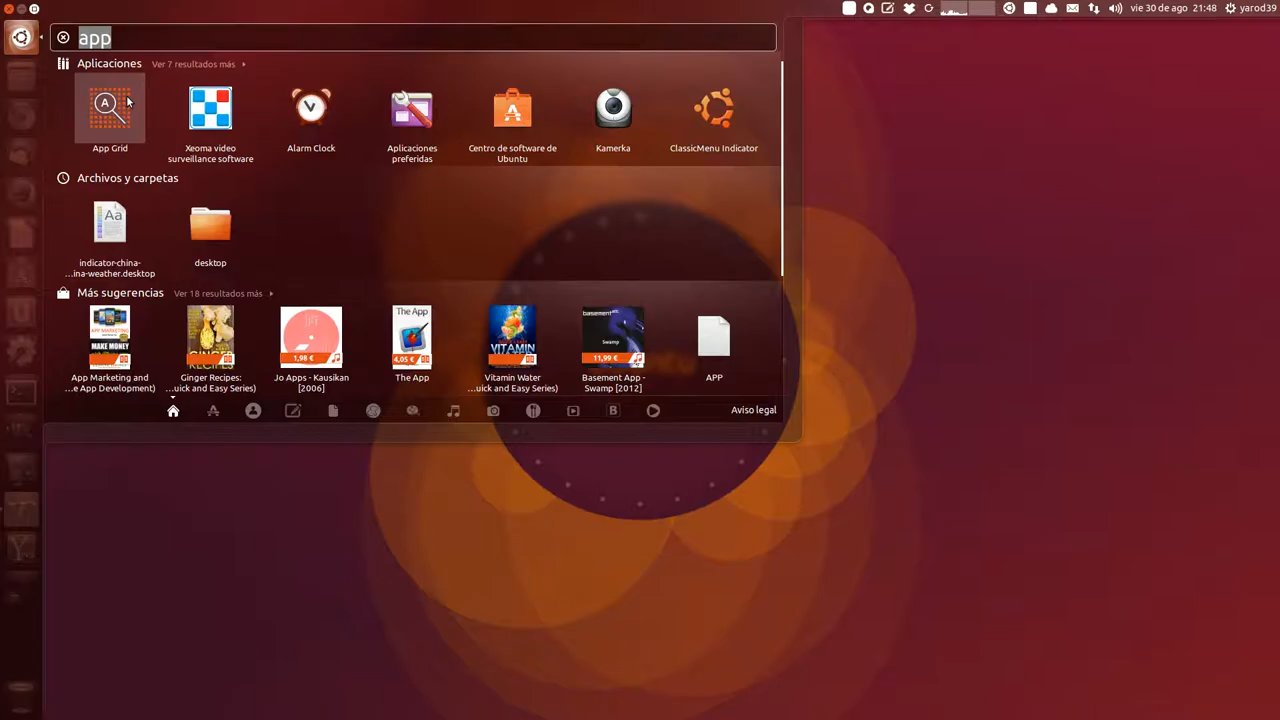 vie 30 de ago 21:48 yarod39
app
Aplicaciones Ver 7 resultados más
App Grid
Xeoma video surveillance software
Alarm Clock
Aplicaciones preferidas
Centro de software de Ubuntu
Kamerka
ClassicMenu Indicator
Archivos y carpetas
indicator-china-
...ina-weather.desktop
desktop
Más sugerencias Ver 18 resultados más
APP MARKETING
MAKE MONEY
GINGER
RECIPES
1,98 €
The App
4,05 €
VITAMIN
WATER
basement
Swamp
11,99 €
App Marketing and
...e App Development)
Ginger Recipes:
...uick and Easy Series)
Jo Apps - Kausikan
[2006]
The App
Vitamin Water
...uick and Easy Series)
Basement App -
Swamp [2012]
APP
Aviso legal